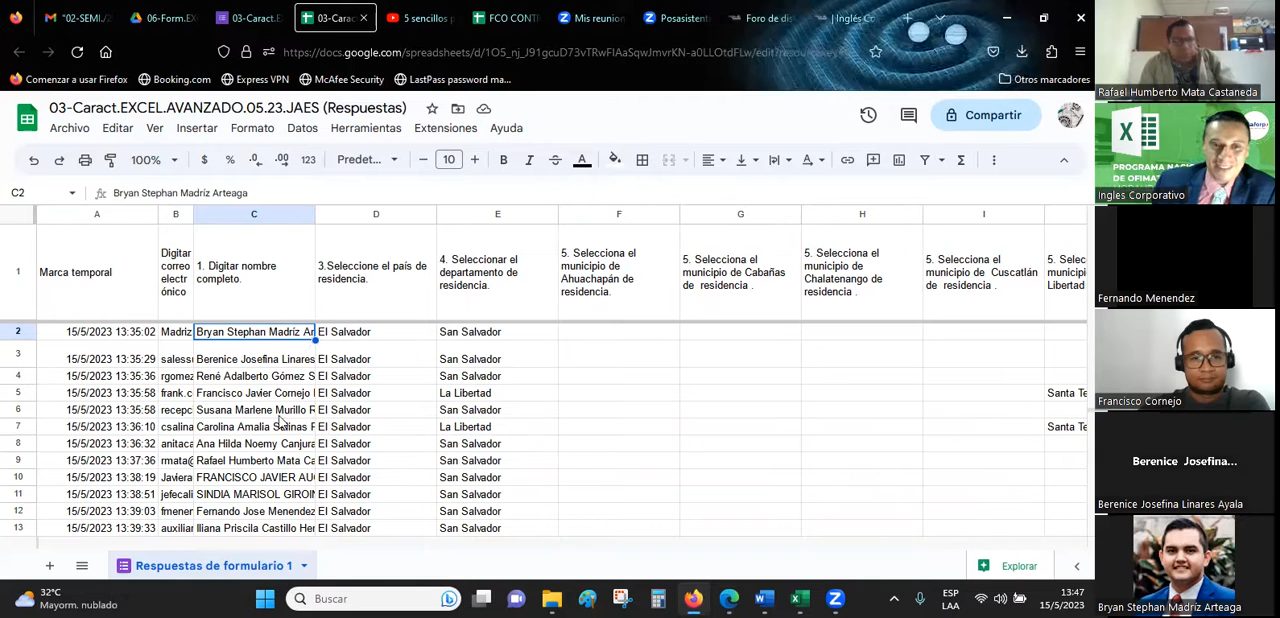 "02-SEMI./2
06-Form.EX
03-Caract.E
03-Carac
5 sencillos p
FCO CONT
Mis reunion
Posasistente
Foro de dis
| Inglés Co
https://docs.google.com/spreadsheets/d/1O5_nj_J91gcuD73vTRwFIAaSqwJmvrKN-a0LLOtdFLw/edit?resourcekey
Comenzar a usar Firefox
Booking.com
Express VPN
McAfee Security
LastPass password ma...
Otros marcadores
03-Caract.EXCEL.AVANZADO.05.23.JAES (Respuestas)
Archivo Editar Ver Insertar Formato Datos Herramientas Extensiones Ayuda
Compartir
100% $ % .0 .00 123 Predet... 10 B I A
C2 fx Bryan Stephan Madríz Arteaga
A B C D E F G H I
1 Marca temporal
Digitar correo electrónico
1. Digitar nombre completo.
3.Seleccione el país de residencia.
4. Seleccionar el departamento de residencia.
5. Selecciona el municipio de Ahuachapán de residencia.
5. Selecciona el municipio de Cabañas de residencia .
5. Selecciona el municipio de Chalatenango de residencia .
5. Selecciona el municipio de Cuscatlán de residencia .
5. Selec municipi Libertad
2 15/5/2023 13:35:02 Madriz Bryan Stephan Madríz Ar El Salvador San Salvador
3 15/5/2023 13:35:29 saless Berenice Josefina Linares El Salvador San Salvador
4 15/5/2023 13:35:36 rgomez René Adalberto Gómez S El Salvador San Salvador
5 15/5/2023 13:35:58 frank.c Francisco Javier Cornejo El Salvador La Libertad Santa Te
6 15/5/2023 13:35:58 recepc Susana Marlene Murillo R El Salvador San Salvador
7 15/5/2023 13:36:10 csalina Carolina Amalia Salinas F El Salvador La Libertad Santa Te
8 15/5/2023 13:36:32 anitaca Ana Hilda Noemy Canjura El Salvador San Salvador
9 15/5/2023 13:37:36 rmata@ Rafael Humberto Mata Ca El Salvador San Salvador
10 15/5/2023 13:38:19 Javiera FRANCISCO JAVIER AU El Salvador San Salvador
11 15/5/2023 13:38:51 jefecali SINDIA MARISOL GIROI El Salvador San Salvador
12 15/5/2023 13:39:03 fmener Fernando Jose Menendez El Salvador San Salvador
13 15/5/2023 13:39:33 auxiliar Iliana Priscila Castillo Her El Salvador San Salvador
Respuestas de formulario 1
Explorar
32°C
Mayorm. nublado
Buscar
ESP
LAA
13:47
15/5/2023
Rafael Humberto Mata Castaneda
PROGRAMA NAC
DE OFIMAT
Ingles Corporativo
Fernando Menendez
Francisco Cornejo
Berenice Josefina...
Berenice Josefina Linares Ayala
Bryan Stephan Madríz Arteaga